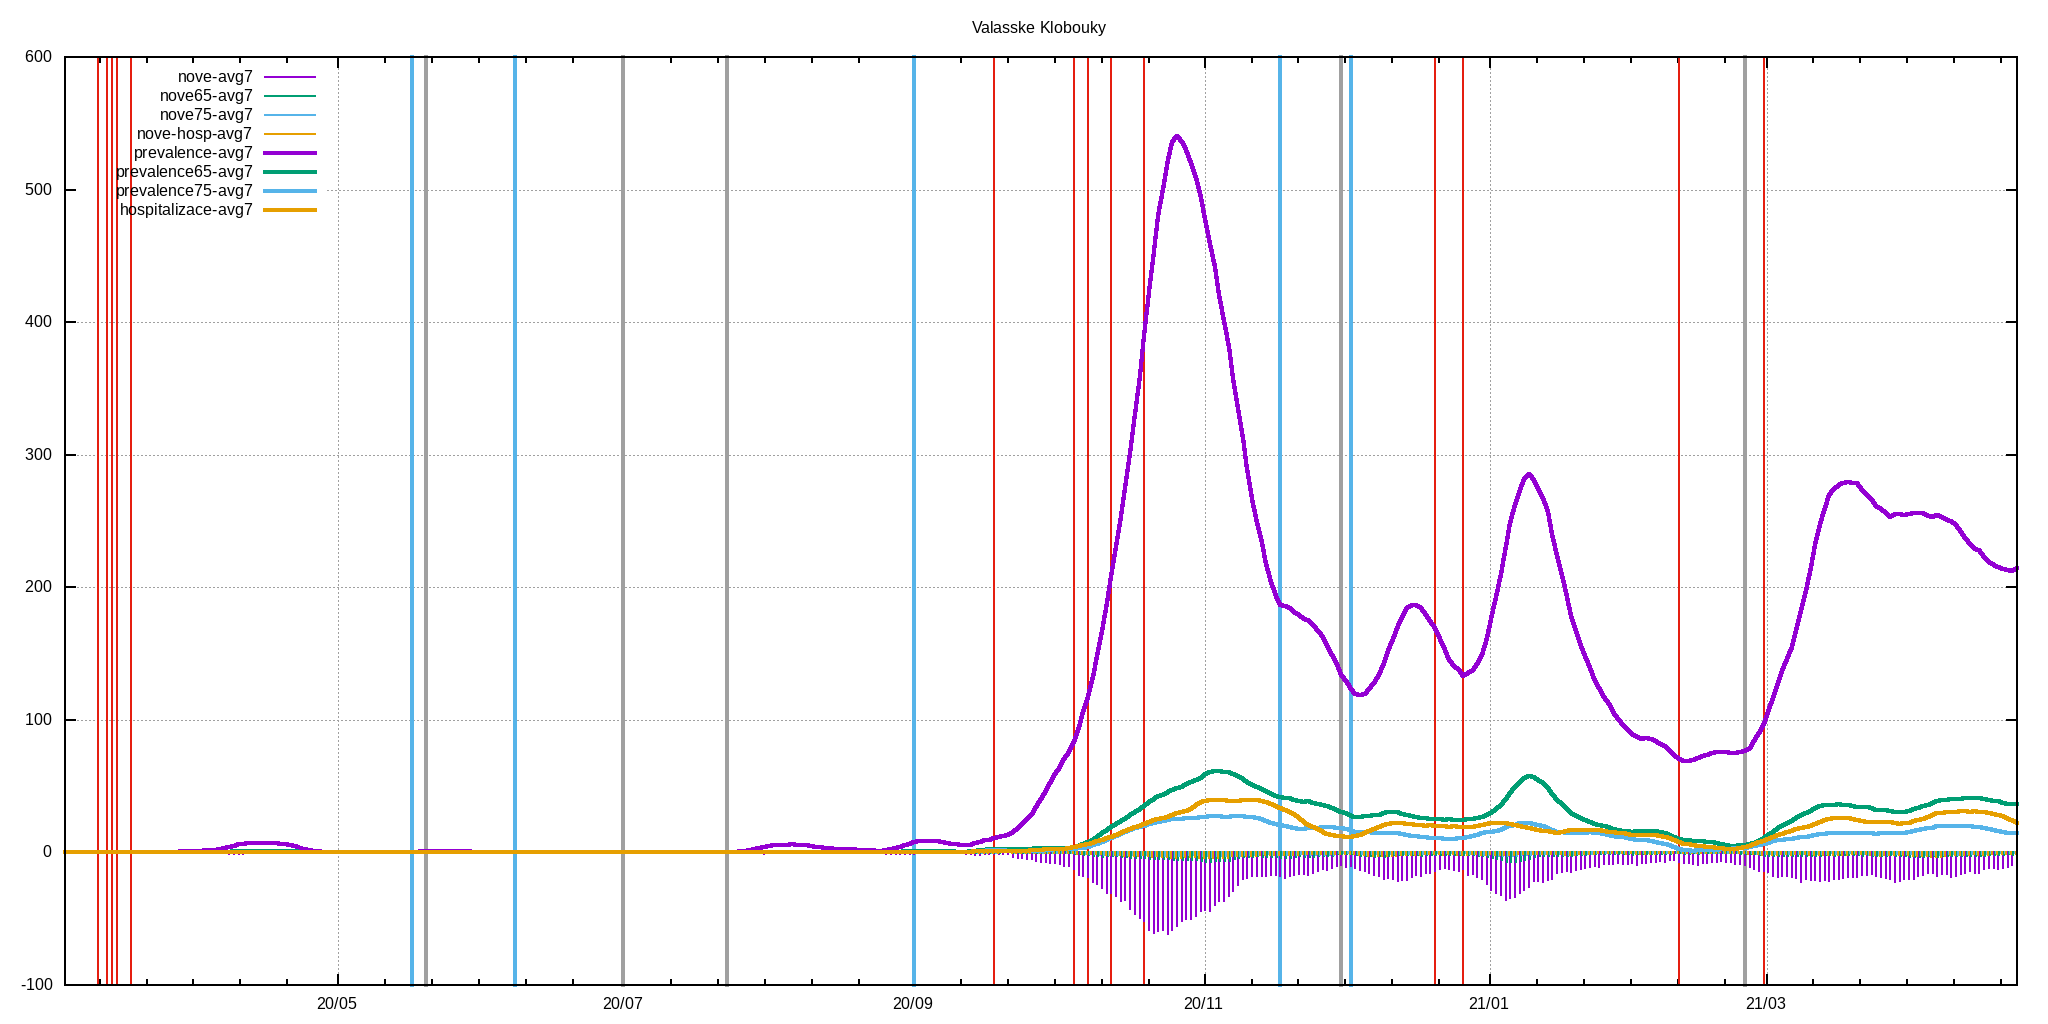 Valasske Klobouky
600
500
400
300
200
100
0
-100
nove-avg7
nove65-avg7
nove75-avg7
nove-hosp-avg7
prevalence-avg7
prevalence65-avg7
prevalence75-avg7
hospitalizace-avg7
20/05
20/07
20/09
20/11
21/01
21/03